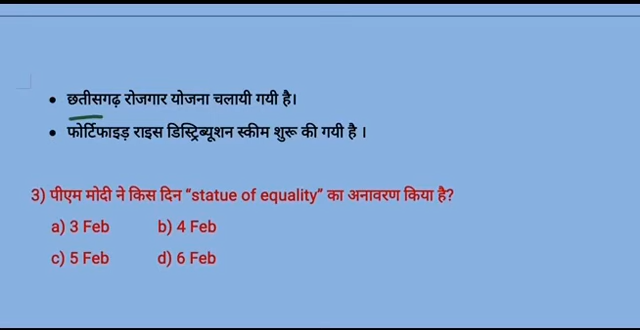 • छतीसगढ़ रोजगार योजना चलायी गयी है।
• फोर्टिफाइड़ राइस डिस्ट्रिब्यूशन स्कीम शुरू की गयी है ।
3) पीएम मोदी ने किस दिन “statue of equality” का अनावरण किया है?
a) 3 Feb b) 4 Feb
c) 5 Feb d) 6 Feb